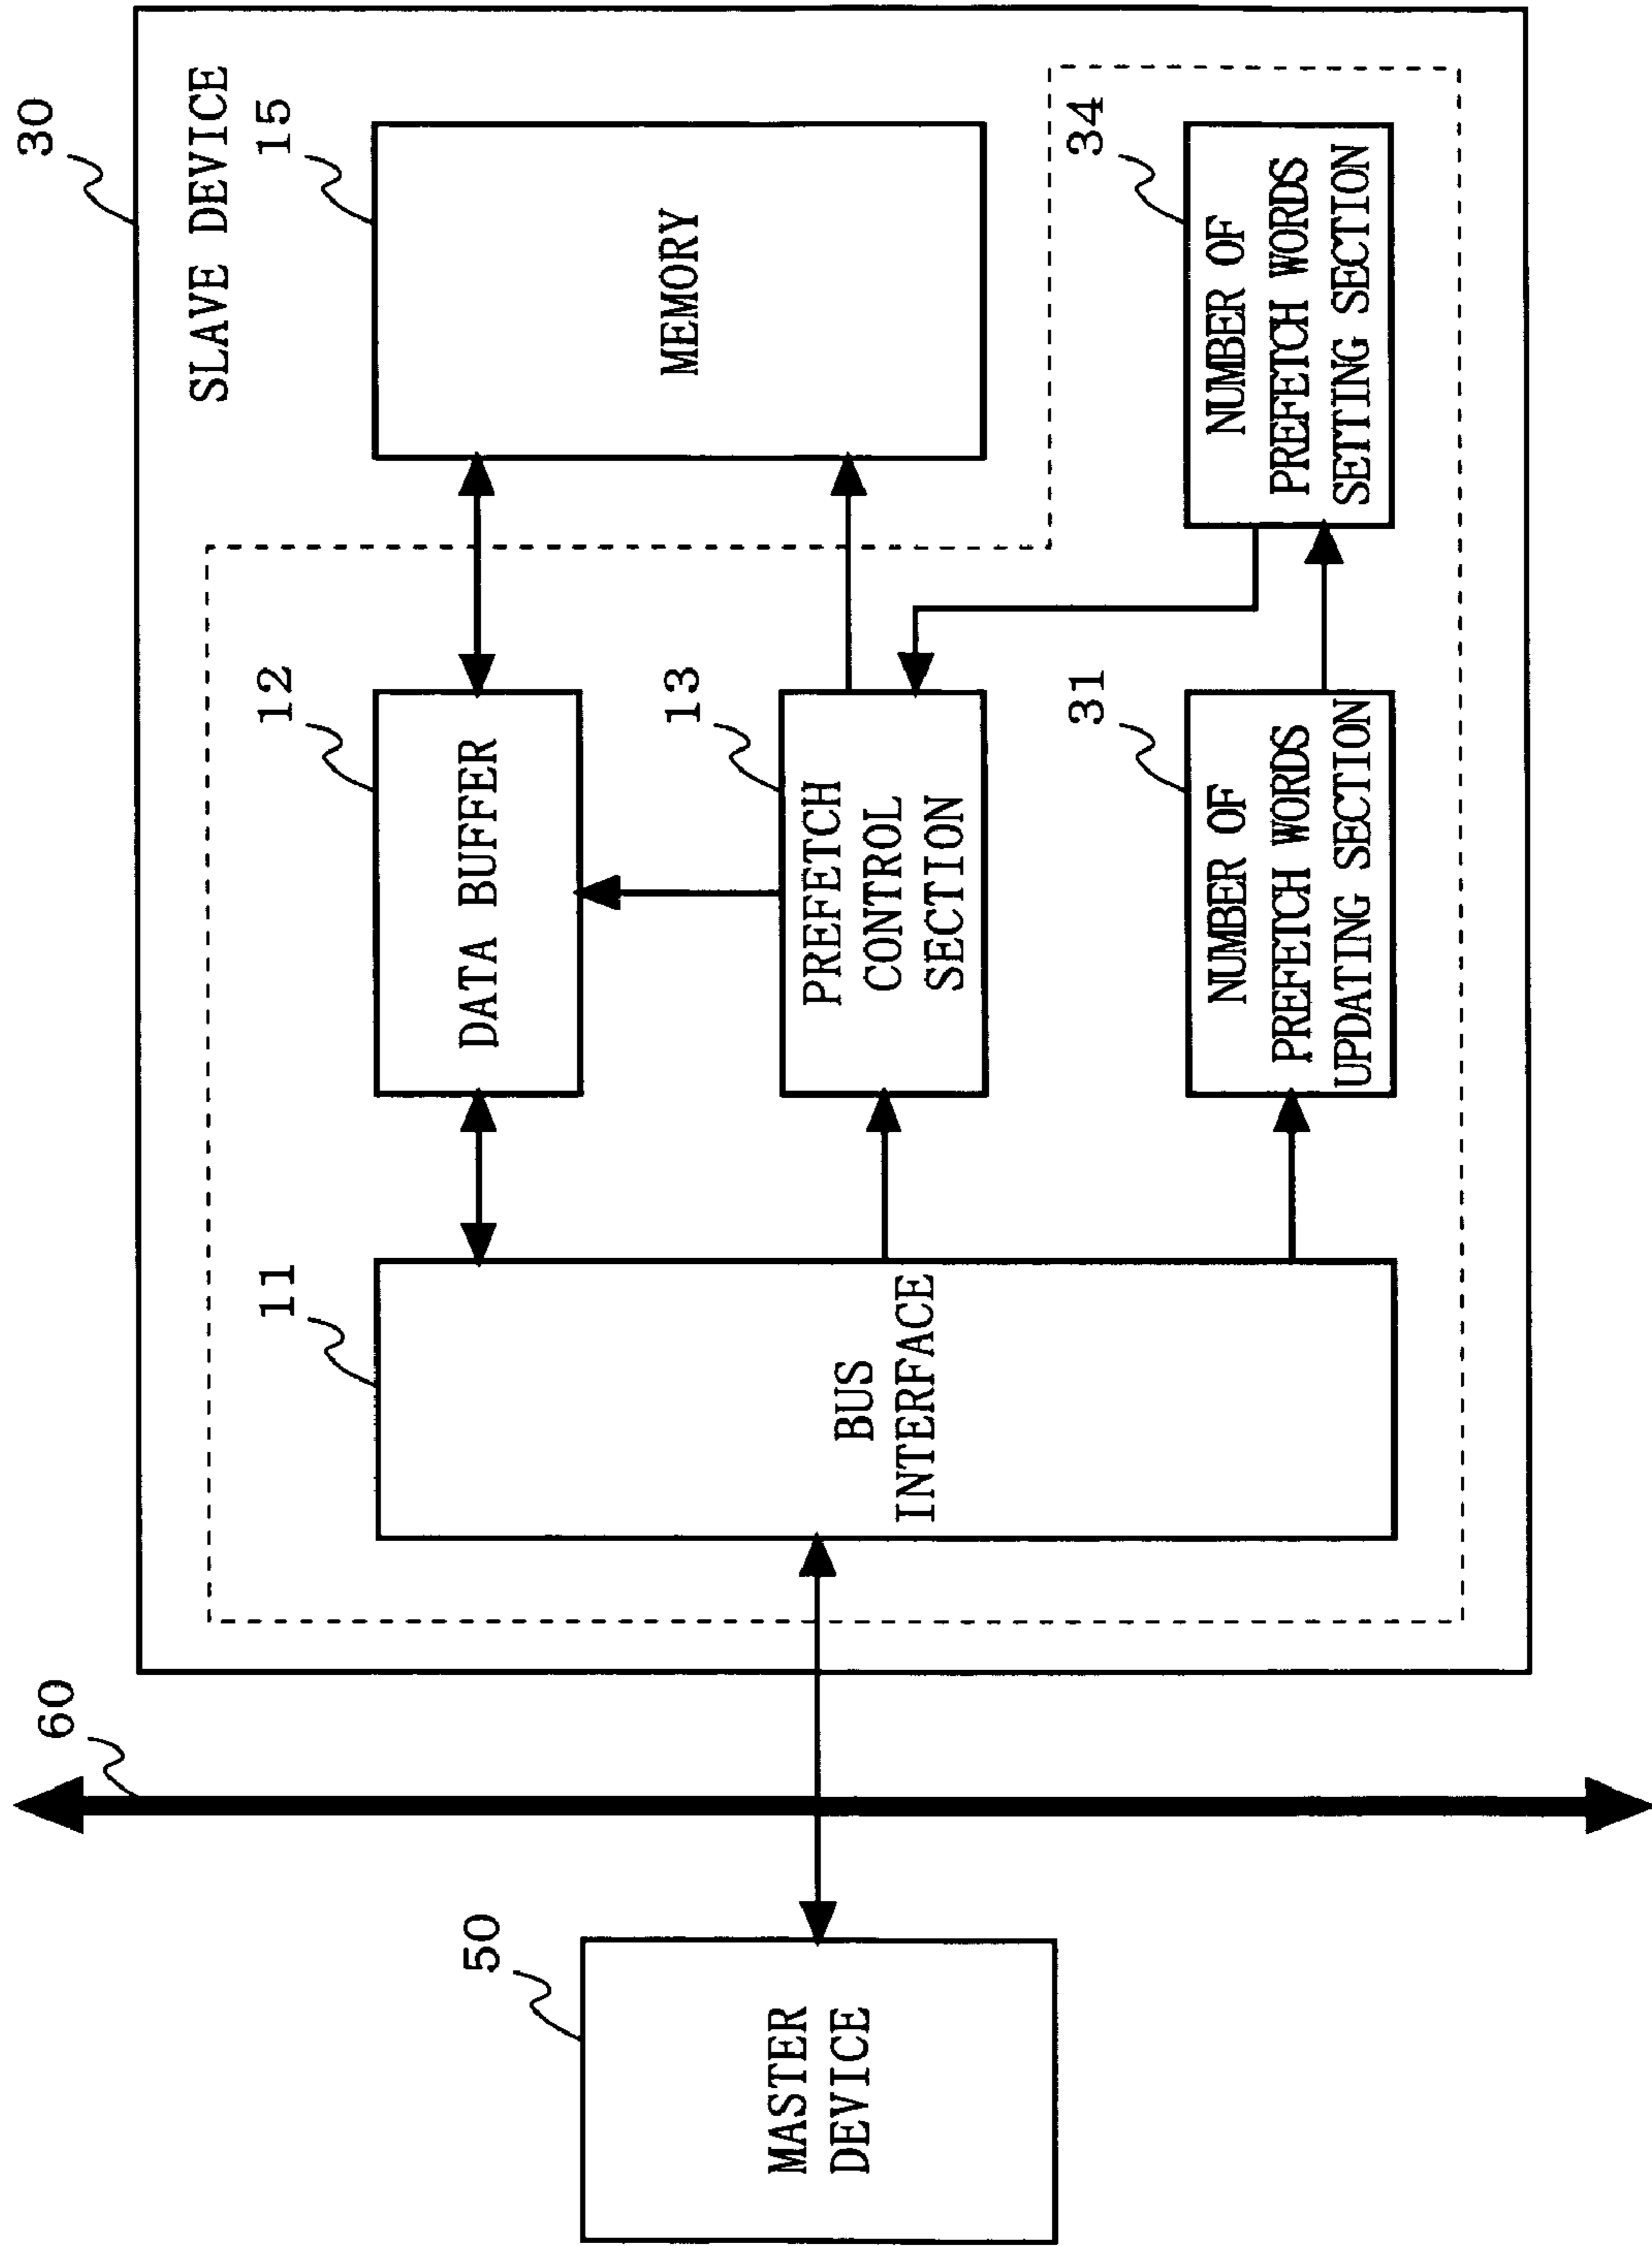 30
SLAVE DEVICE
60
11
12
15
50
DATA BUFFER
MEMORY
13
MASTER
DEVICE
BUS
INTERFACE
PREFETCH
CONTROL
SECTION
31
34
NUMBER OF
PREFETCH WORDS
UPDATING SECTION
NUMBER OF
PREFETCH WORDS
SETTING SECTION